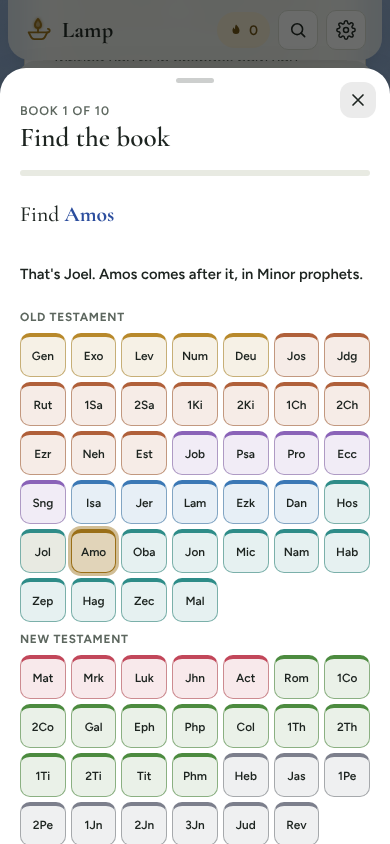 Lamp
0
BOOK 1 OF 10
Find the book
Find Amos
That's Joel. Amos comes after it, in Minor prophets.
OLD TESTAMENT
Gen Exo Lev Num Deu Jos Jdg
Rut 1Sa 2Sa 1Ki 2Ki 1Ch 2Ch
Ezr Neh Est Job Psa Pro Ecc
Sng Isa Jer Lam Ezk Dan Hos
Jol Amo Oba Jon Mic Nam Hab
Zep Hag Zec Mal
NEW TESTAMENT
Mat Mrk Luk Jhn Act Rom 1Co
2Co Gal Eph Php Col 1Th 2Th
1Ti 2Ti Tit Phm Heb Jas 1Pe
2Pe 1Jn 2Jn 3Jn Jud Rev